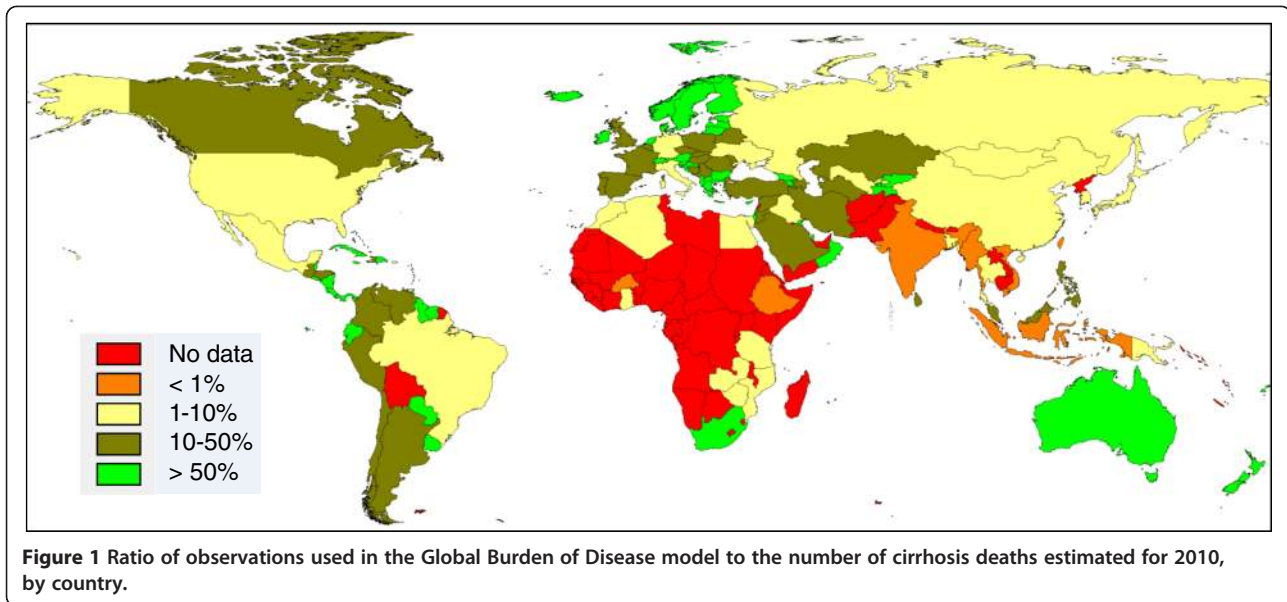 No data
< 1%
1-10%
10-50%
> 50%
Figure 1 Ratio of observations used in the Global Burden of Disease model to the number of cirrhosis deaths estimated for 2010,
by country.